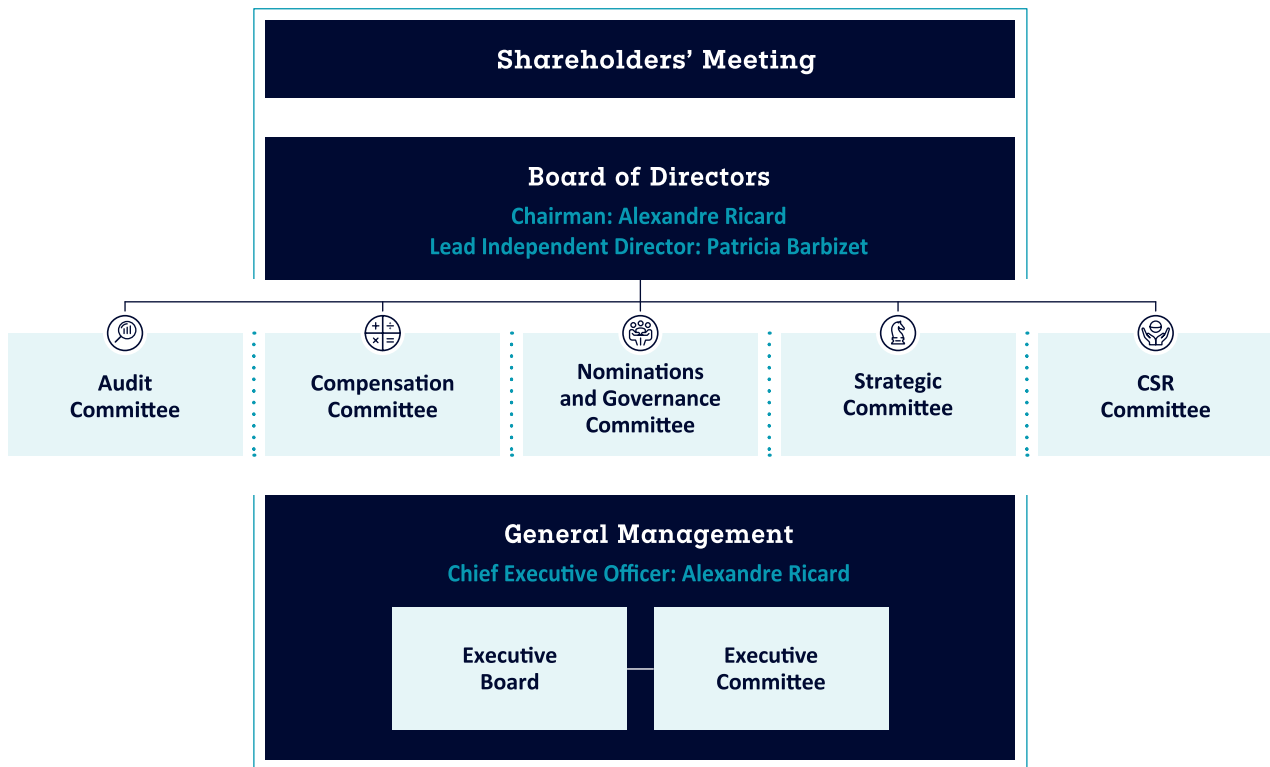 Shareholders’ Meeting
Board of Directors
Chairman: Alexandre Ricard
Lead Independent Director: Patricia Barbizet
Audit
Committee
Compensation
Committee
Nominations
and Governance
Committee
Strategic
Committee
CSR
Committee
General Management
Chief Executive Officer: Alexandre Ricard
Executive
Board
Executive
Committee